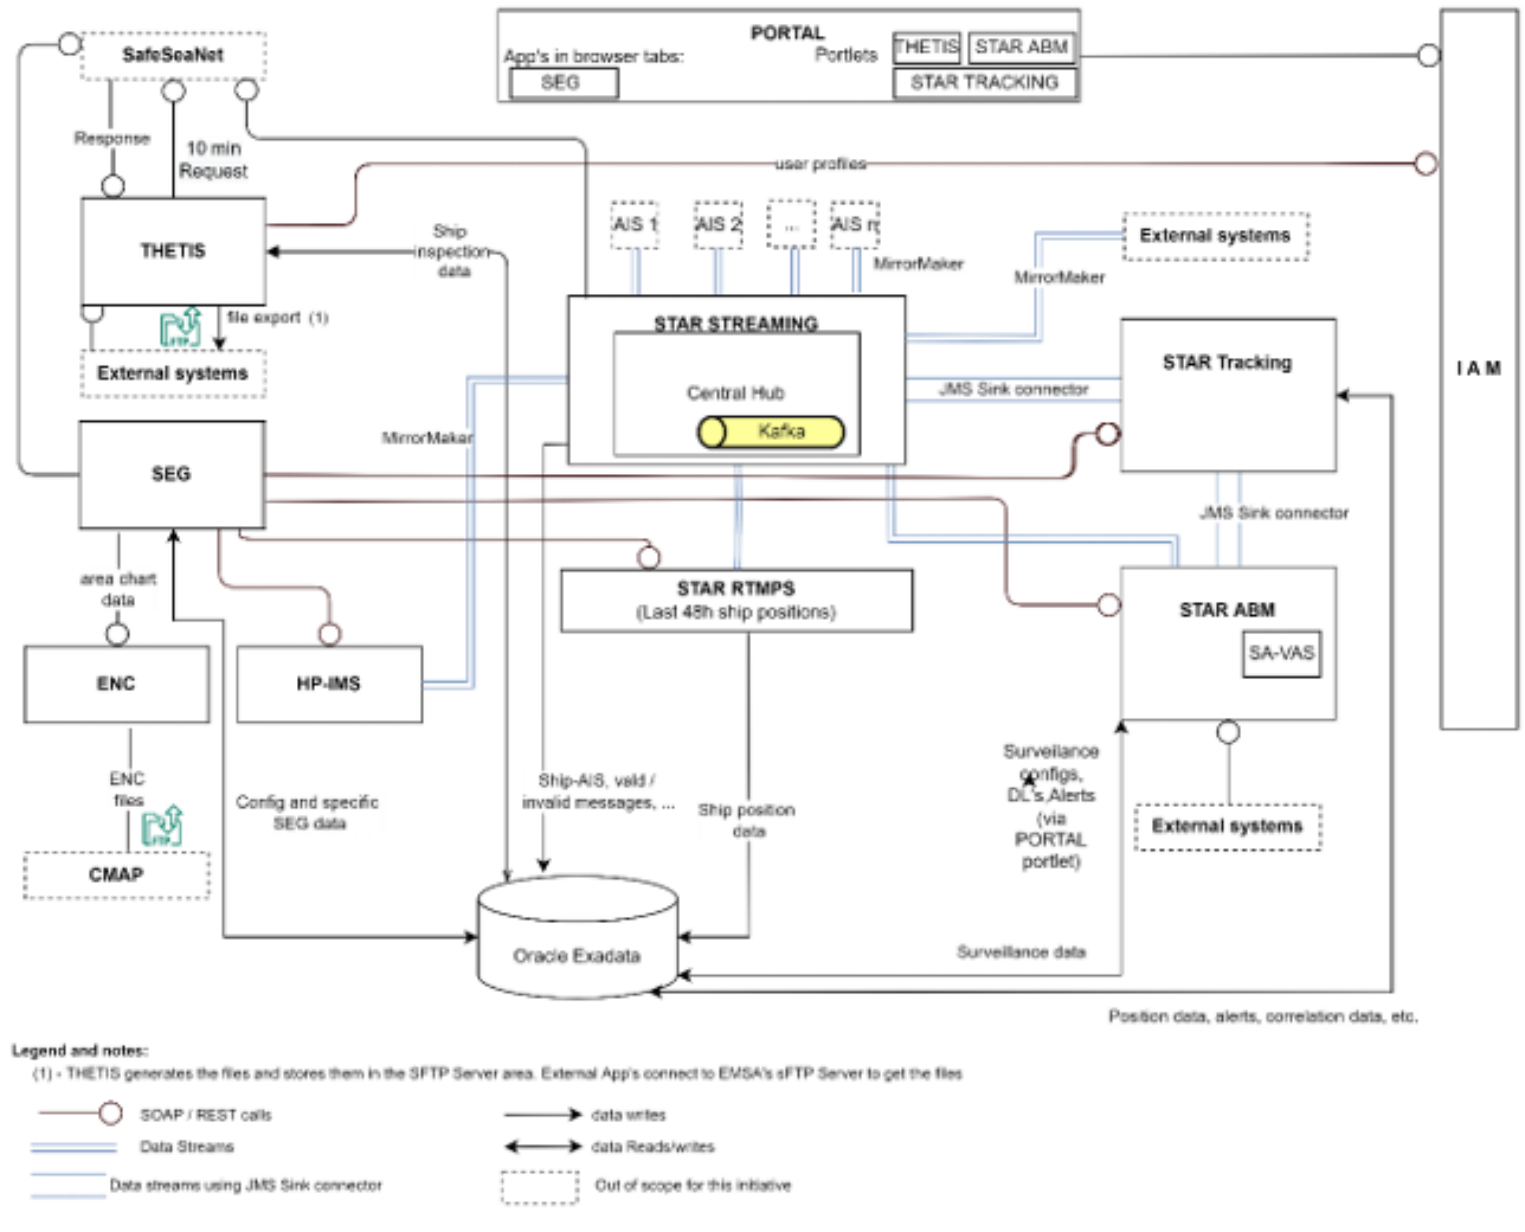 PORTAL
App's in browser tabs:
Portlets
THETIS
STAR ABM
SEG
STAR TRACKING
SafeSeaNet
Response
10 min
Request
user profiles
THETIS
Ship
inspection
data
AIS 1
AIS 2
...
AIS n
MirrorMaker
MirrorMaker
External systems
file export (1)
FTP
External systems
STAR STREAMING
Central Hub
Kafka
JMS Sink connector
STAR Tracking
I A M
MirrorMaker
SEG
JMS Sink connector
area chart
data
STAR RTMPS
(Last 48h ship positions)
STAR ABM
SA-VAS
ENC
HP-IMS
ENC
files
FTP
Config and specific
SEG data
Ship-AIS, vald /
invalid messages, ...
Ship position
data
Surveillance
configs,
DL's,Alerts
(via
PORTAL
portlet)
External systems
CMAP
Oracle Exadata
Surveillance data
Position data, alerts, correlation data, etc.
Legend and notes:
(1) - THETIS generates the files and stores them in the SFTP Server area. External App's connect to EMSA's sFTP Server to get the files
SOAP / REST calls
data writes
Data Streams
data Reads/writes
Data streams using JMS Sink connector
Out of scope for this initiative